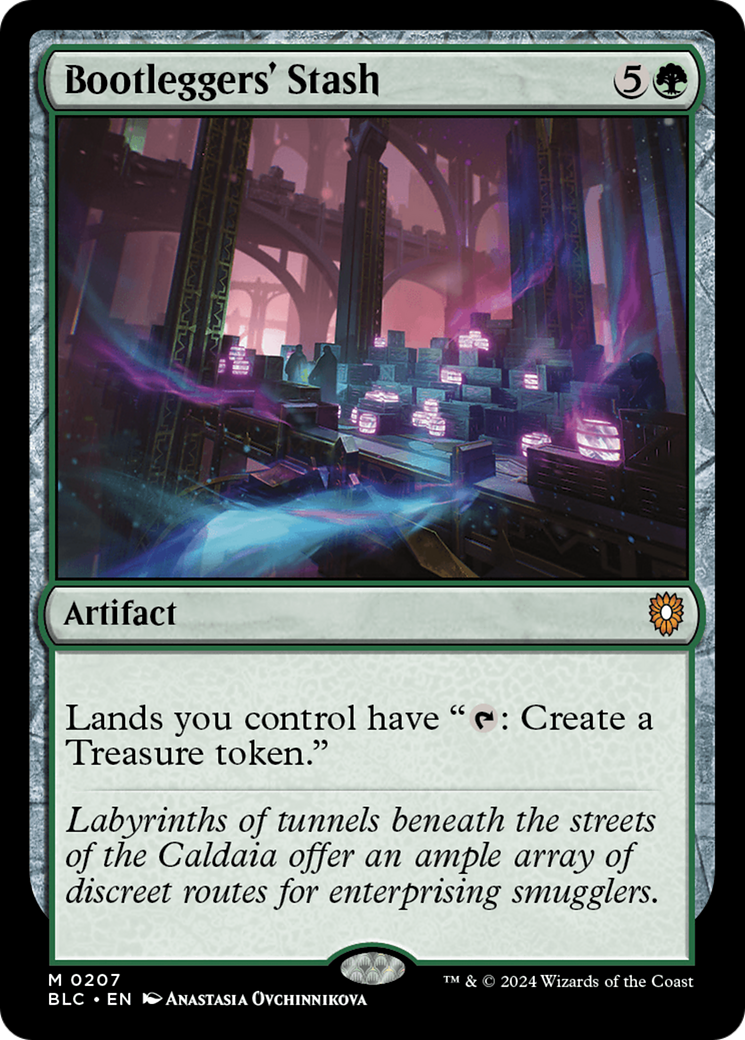 Bootleggers' Stash 5
Artifact
Lands you control have “: Create a
Treasure token.”
Labyrinths of tunnels beneath the streets
of the Caldaia offer an ample array of
discreet routes for enterprising smugglers.
M 0207
BLC • EN Anastasia Ovchinnikova
™ & © 2024 Wizards of the Coast